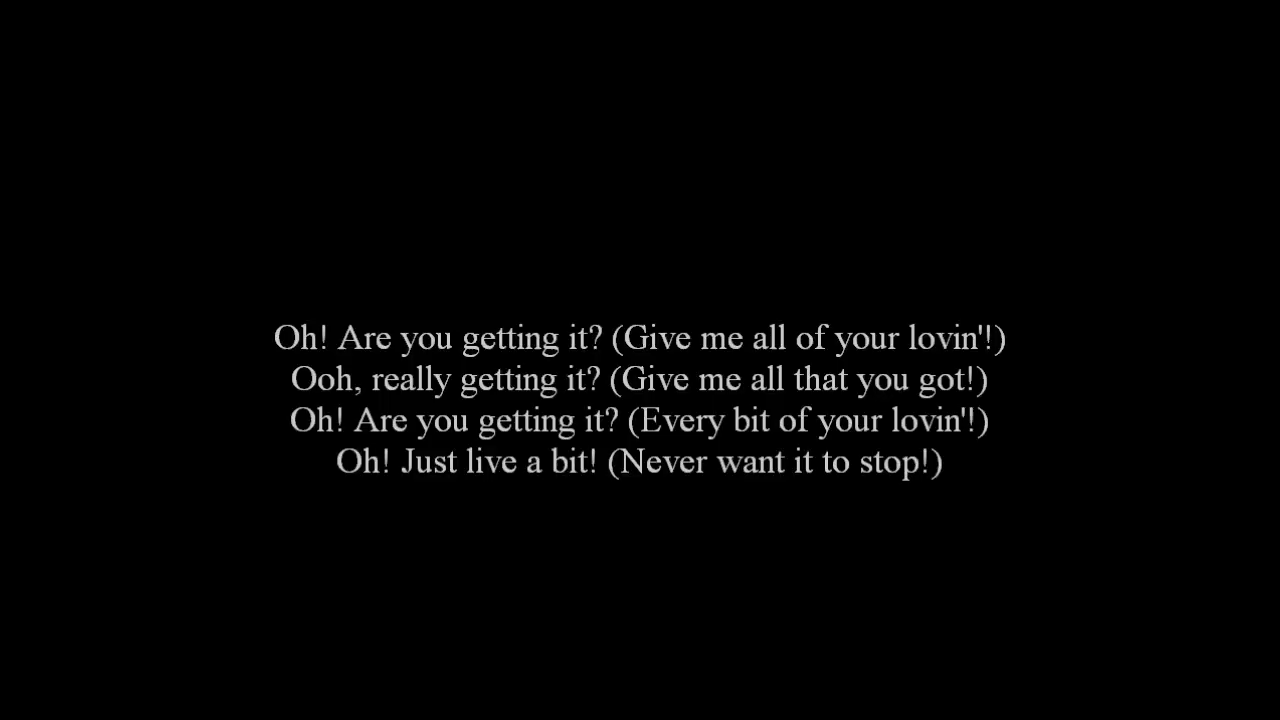 Oh! Are you getting it? (Give me all of your lovin'!)
Ooh, really getting it? (Give me all that you got!)
Oh! Are you getting it? (Every bit of your lovin'!)
Oh! Just live a bit! (Never want it to stop!)